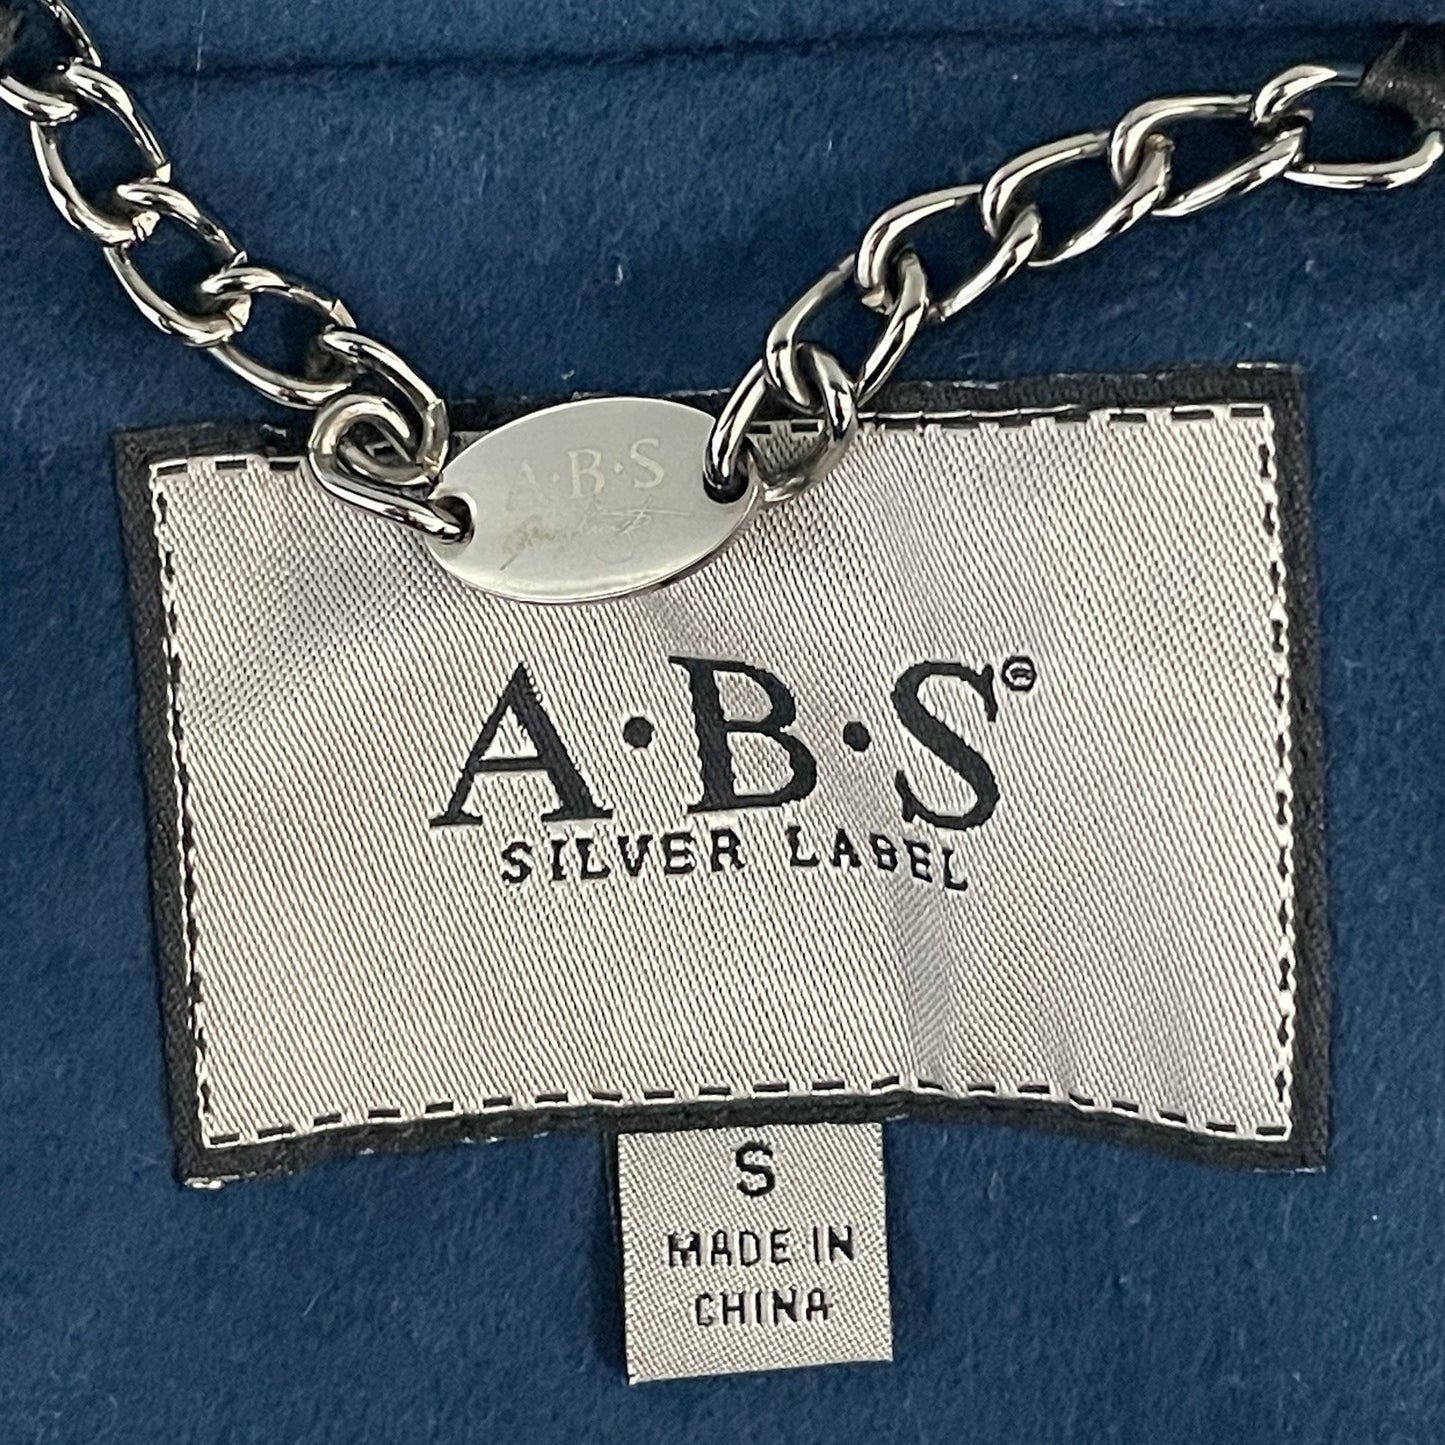 A·B·S
A·B·S®
SILVER LABEL
S
MADE IN
CHINA